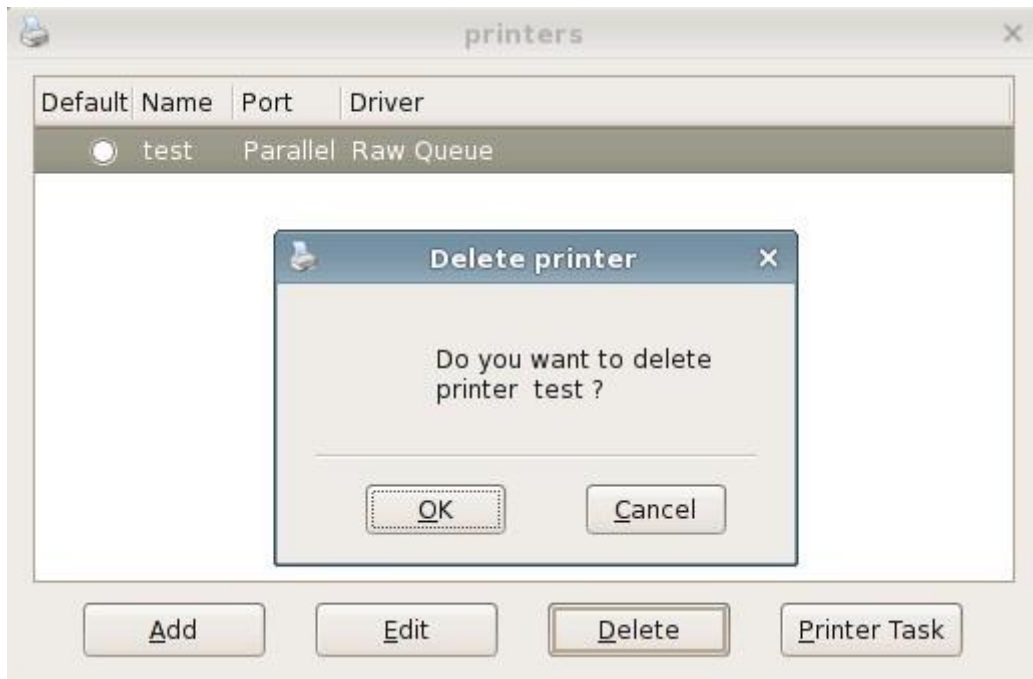 printers
Default Name Port Driver
test Parallel Raw Queue
Delete printer
Do you want to delete
printer test ?
OK Cancel
Add Edit Delete Printer Task